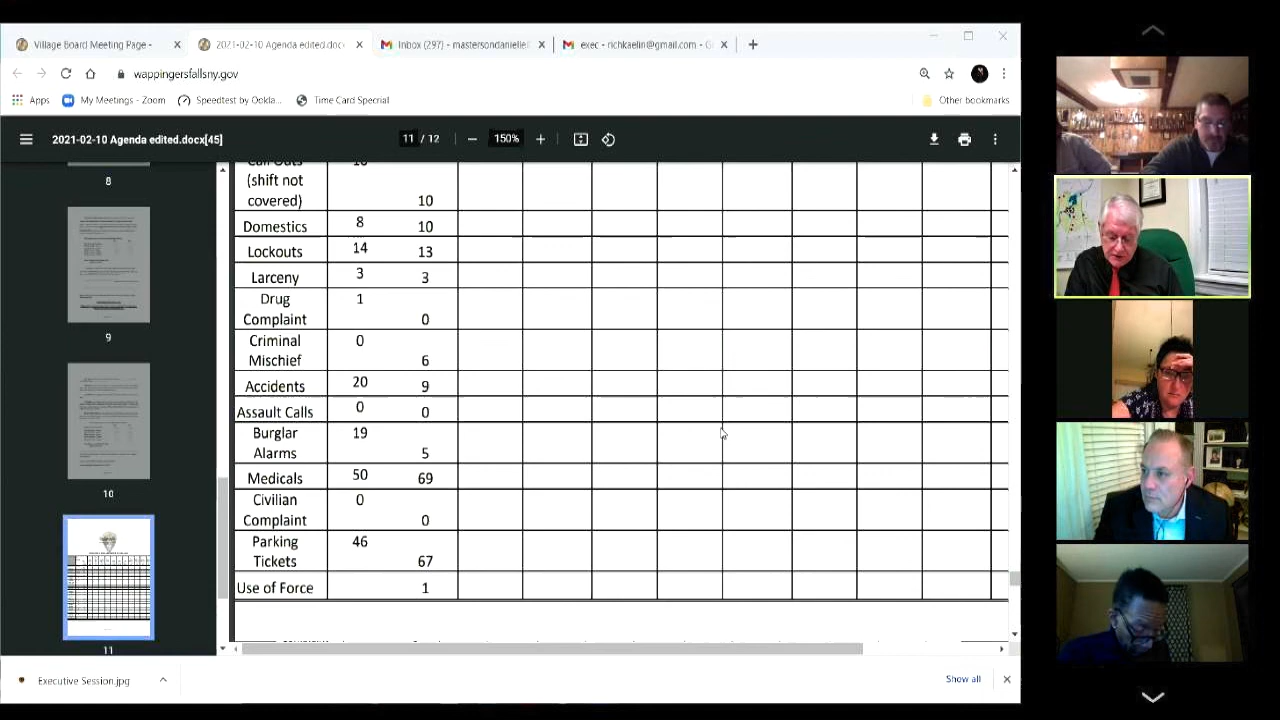 Village Board Meeting Page -
2021-02-10 Agenda edited.docx
Inbox (297) - mastersondanielle
exec - richkaelin@gmail.com - G
wappingersfallsny.gov
Apps My Meetings - Zoom Speedtest by Ookla... Time Card Special Other bookmarks
2021-02-10 Agenda edited.docx[45] 11 / 12 150%
8
9
10
11
(shift not
covered) 10
Domestics 8 10
Lockouts 14 13
Larceny 3 3
Drug 1
Complaint 0
Criminal 0
Mischief 6
Accidents 20 9
Assault Calls 0 0
Burglar 19
Alarms 5
Medicals 50 69
Civilian 0
Complaint 0
Parking 46
Tickets 67
Use of Force 1
Executive Session.jpg
Show all